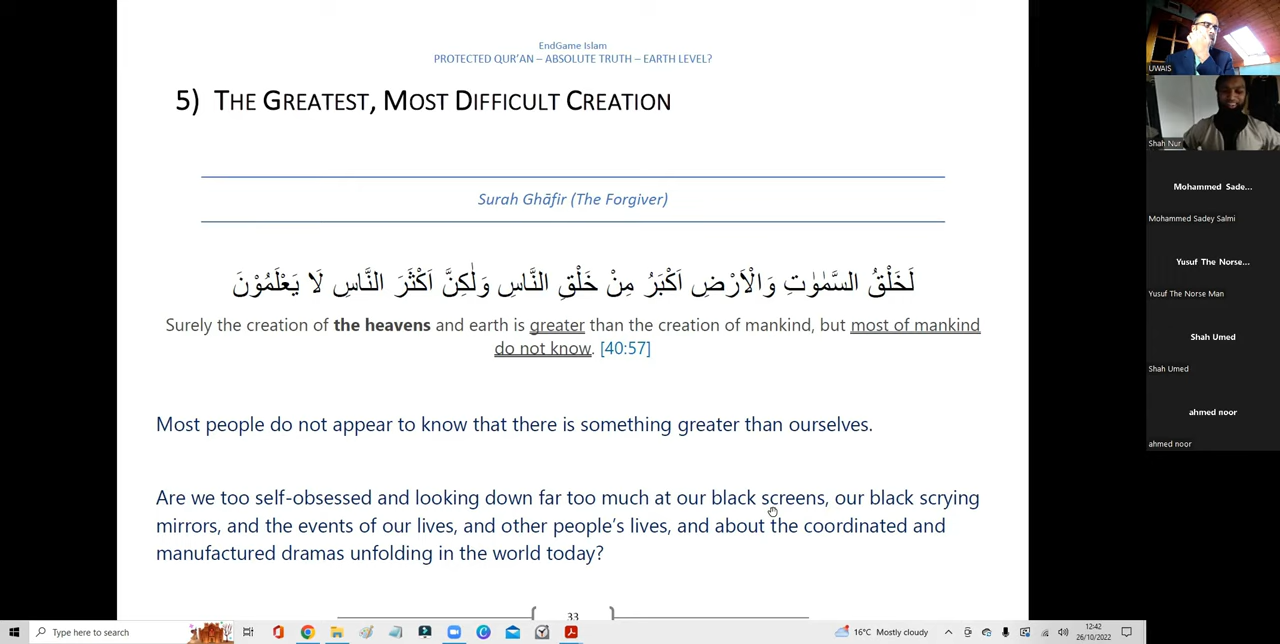 EndGame Islam
PROTECTED QUR'AN – ABSOLUTE TRUTH – EARTH LEVEL?
5) THE GREATEST, MOST DIFFICULT CREATION
Surah Ghāfir (The Forgiver)
لَخَلْقُ السَّمٰوٰتِ وَالْاَرْضِ اَكْبَرُ مِنْ خَلْقِ النَّاسِ وَلٰكِنَّ اَكْثَرَ النَّاسِ لَا يَعْلَمُوْنَ
Surely the creation of the heavens and earth is greater than the creation of mankind, but most of mankind
do not know. [40:57]
Most people do not appear to know that there is something greater than ourselves.
Are we too self-obsessed and looking down far too much at our black screens, our black scrying
mirrors, and the events of our lives, and other people's lives, and about the coordinated and
manufactured dramas unfolding in the world today?
33
UWAIS
Shah Nur
Mohammed Sade...
Mohammed Sadey Salmi
Yusuf The Norse...
Yusuf The Norse Man
Shah Umed
Shah Umed
ahmed noor
ahmed noor
Type here to search
16°C Mostly cloudy
12:42
26/10/2022